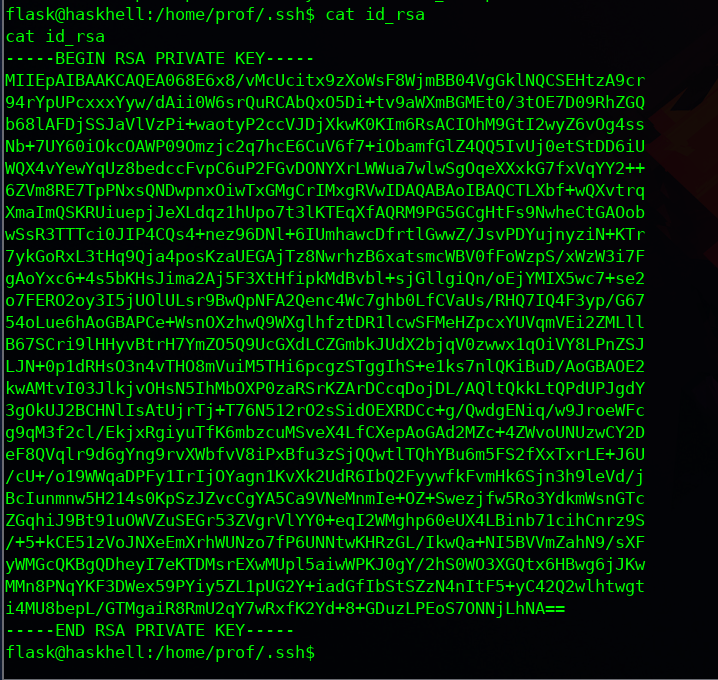 flask@haskhell:/home/prof/.ssh$ cat id_rsa
cat id_rsa
-----BEGIN RSA PRIVATE KEY-----
MIIEpAIBAAKCAQEA068E6x8/vMcUcitx9zXoWsF8WjmBB04VgGklNQCSEHtzA9cr
94rYpUPcxxxYyw/dAii0W6srQuRCAbQxO5Di+tv9aWXmBGMEt0/3tOE7D09RhZGQ
b68lAFDjSSJaVlVzPi+waotyP2ccVJDjXkwK0KIm6RsACIOhM9GtI2wyZ6vOg4ss
Nb+7UY60iOkcOAWP09Omzjc2q7hcE6CuV6f7+iObamfGlZ4QQ5IvUj0etStDD6iU
WQX4vYewYqUz8bedccFvpC6uP2FGvDONYXrLWWua7wlwSgOqeXXxkG7fxVqYY2++
6ZVm8RE7TpPNxsQNDwpnxOiwTxGMgCrIMxgRVwIDAQABAoIBAQCTLXbf+wQXvtrq
XmaImQSKRUiuepjJeXLdqz1hUpo7t3lKTEqXfAQRM9PG5GCgHtFs9NwheCtGAOob
wSsR3TTTci0JIP4CQs4+nez96DNl+6IUmhawcDfrtlGwwZ/JsvPDYujnyziN+KTr
7ykGoRxL3tHq9Qja4posKzaUEGAjTz8NwrhzB6xatsmcWBV0fFoWzpS/xWzW3i7F
gAoYxc6+4s5bKHsJima2Aj5F3XtHfipkMdBvbl+sjGllgiQn/oEjYMIX5wc7+se2
o7FERO2oy3I5jUOlULsr9BwQpNFA2Qenc4Wc7ghb0LfCVaUs/RHQ7IQ4F3yp/G67
54oLue6hAoGBAPCe+WsnOXzhwQ9WXglhfztDR1lcwSFMeHZpcxYUVqmVEi2ZMLll
B67SCri9lHHyvBtrH7YmZO5Q9UcGXdLCZGmbkJUdX2bjqV0zwwx1qOiVY8LPnZSJ
LJN+0p1dRHsO3n4vTHO8mVuiM5THi6pcgzSTggIhS+e1ks7nlQKiBuD/AoGBAOE2
kwAMtvI03JlkjvOHsN5IhMbOXP0zaRSrKZArDCcqDojDL/AQltQkkLtQPdUPJgdY
3gOkUJ2BCHNlIsAtUjrTj+T76N512rO2sSidOEXRDCc+g/QwdgENiq/w9JroeWFc
g9qM3f2cl/EkjxRgiyuTfK6mbzcuMSveX4LfCXepAoGAd2MZc+4ZWvoUNUzwCY2D
eF8QVqlr9d6gYng9rvXWbfvV8iPxBfu3zSjQQwtlTQhYBu6m5FS2fXxTxrLE+J6U
/cU+/o19WWqaDPFy1IrIjOYagn1KvXk2UdR6IbQ2FyywfkFvmHk6Sjn3h9leVd/j
BcIunmnw5H214s0KpSzJZvcCgYA5Ca9VNeMnmIe+OZ+Swezjfw5Ro3YdkmWsnGTc
ZGqhiJ9Bt91uOWVZuSEGr53ZVgrVlYY0+eqI2WMghp60eUX4LBinb71cihCnrz9S
/+5+kCE51zVoJNXeEmXrhWUNzo7fP6UNNtwKHRzGL/IkwQa+NI5BVVmZahN9/sXF
yWMGcQKBgQDheyI7eKTDMsrEXwMUpl5aiwWPKJ0gY/2hS0WO3XGQtx6HBwg6jJKw
MMn8PNqYKF3DWex59PYiy5ZL1pUG2Y+iadGfIbStSZzN4nItF5+yC42Q2wlhtwgt
i4MU8bepL/GTMgaiR8RmU2qY7wRxfK2Yd+8+GDuzLPEoS7ONNjLhNA==
-----END RSA PRIVATE KEY-----
flask@haskhell:/home/prof/.ssh$